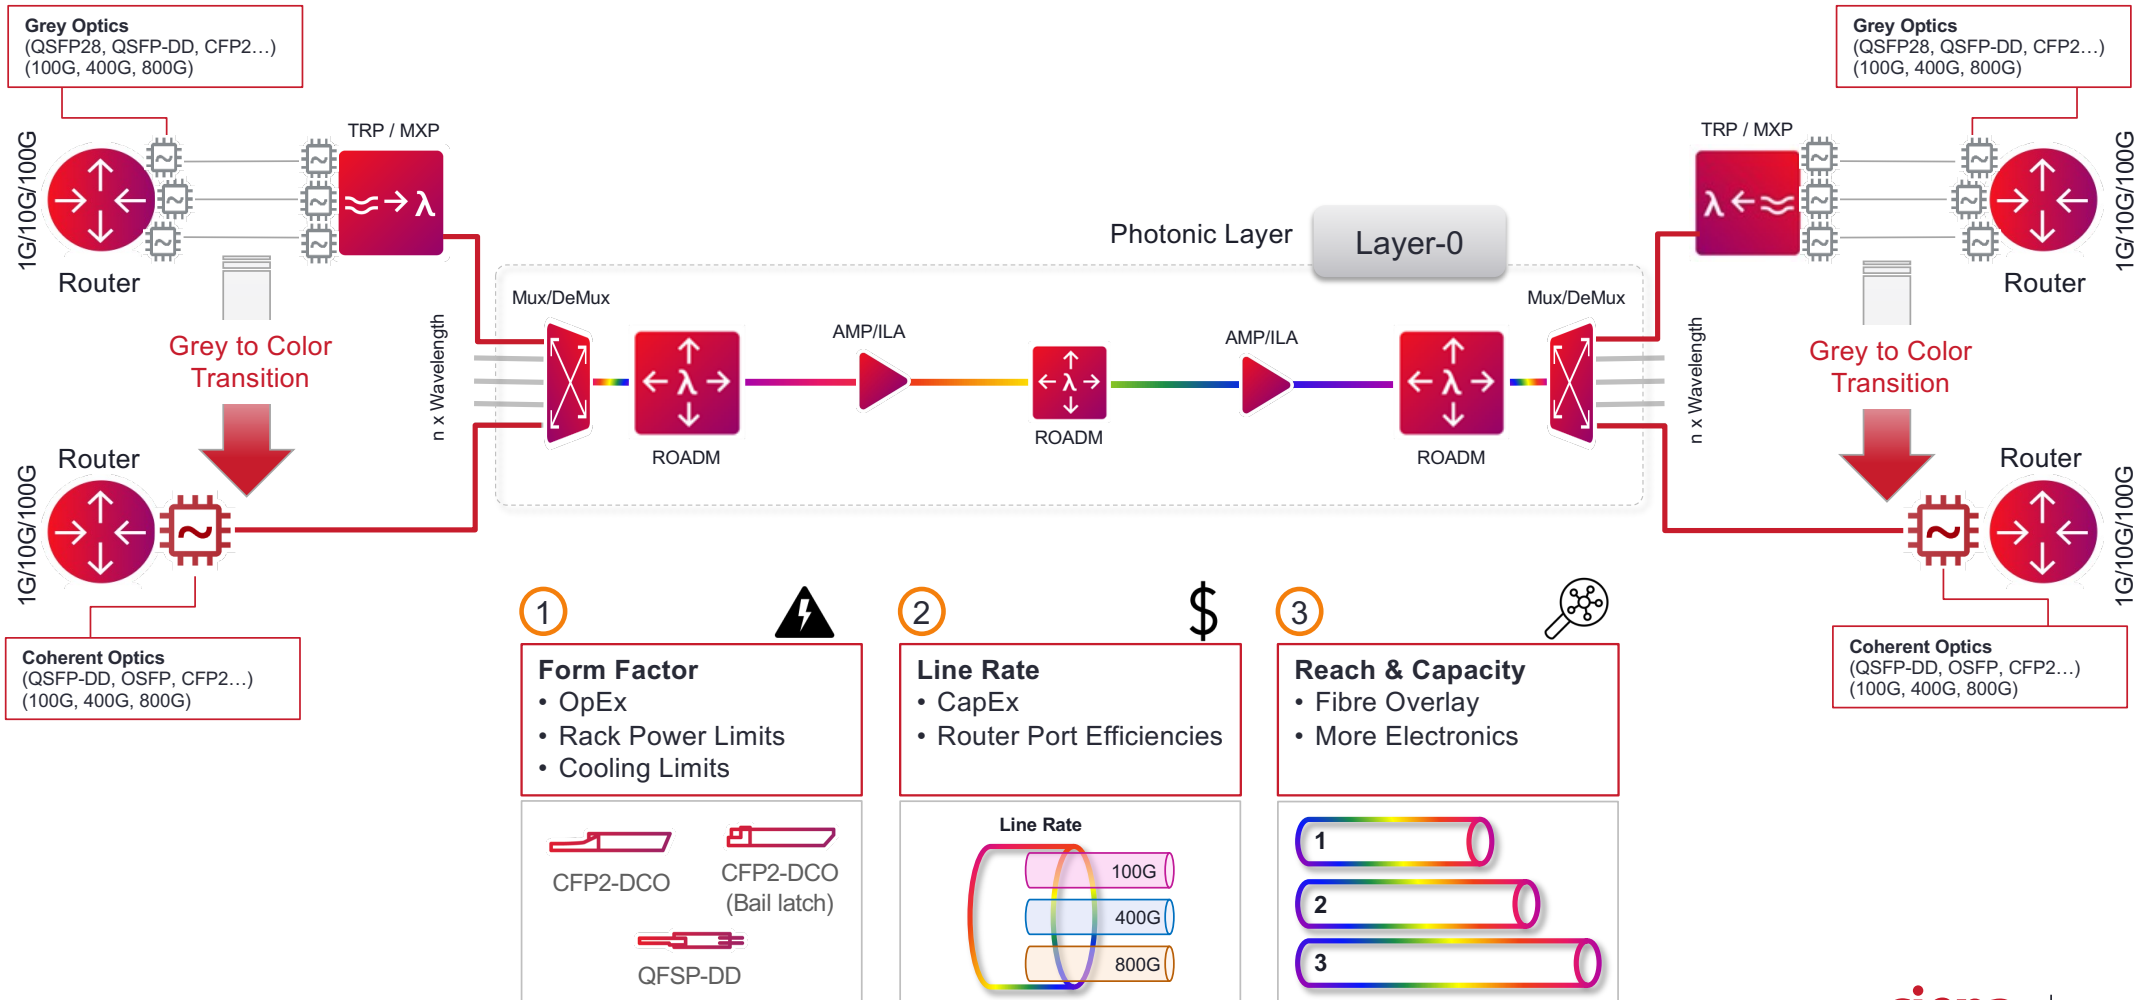 Grey Optics
(QSFP28, QSFP-DD, CFP2...)
(100G, 400G, 800G)
1G/10G/100G
Router
TRP / MXP
≈→λ
Grey to Color
Transition
Router
1G/10G/100G
Coherent Optics
(QSFP-DD, OSFP, CFP2...)
(100G, 400G, 800G)
n x Wavelength
Photonic Layer
Layer-0
Mux/DeMux
λ
ROADM
AMP/ILA
λ
ROADM
AMP/ILA
λ
ROADM
Mux/DeMux
n x Wavelength
Grey Optics
(QSFP28, QSFP-DD, CFP2...)
(100G, 400G, 800G)
TRP / MXP
λ←≈
1G/10G/100G
Router
Grey to Color
Transition
Router
1G/10G/100G
Coherent Optics
(QSFP-DD, OSFP, CFP2...)
(100G, 400G, 800G)
1
Form Factor
• OpEx
• Rack Power Limits
• Cooling Limits
CFP2-DCO
CFP2-DCO
(Bail latch)
QFSP-DD
2
$
Line Rate
• CapEx
• Router Port Efficiencies
Line Rate
100G
400G
800G
3
Reach & Capacity
• Fibre Overlay
• More Electronics
1
2
3